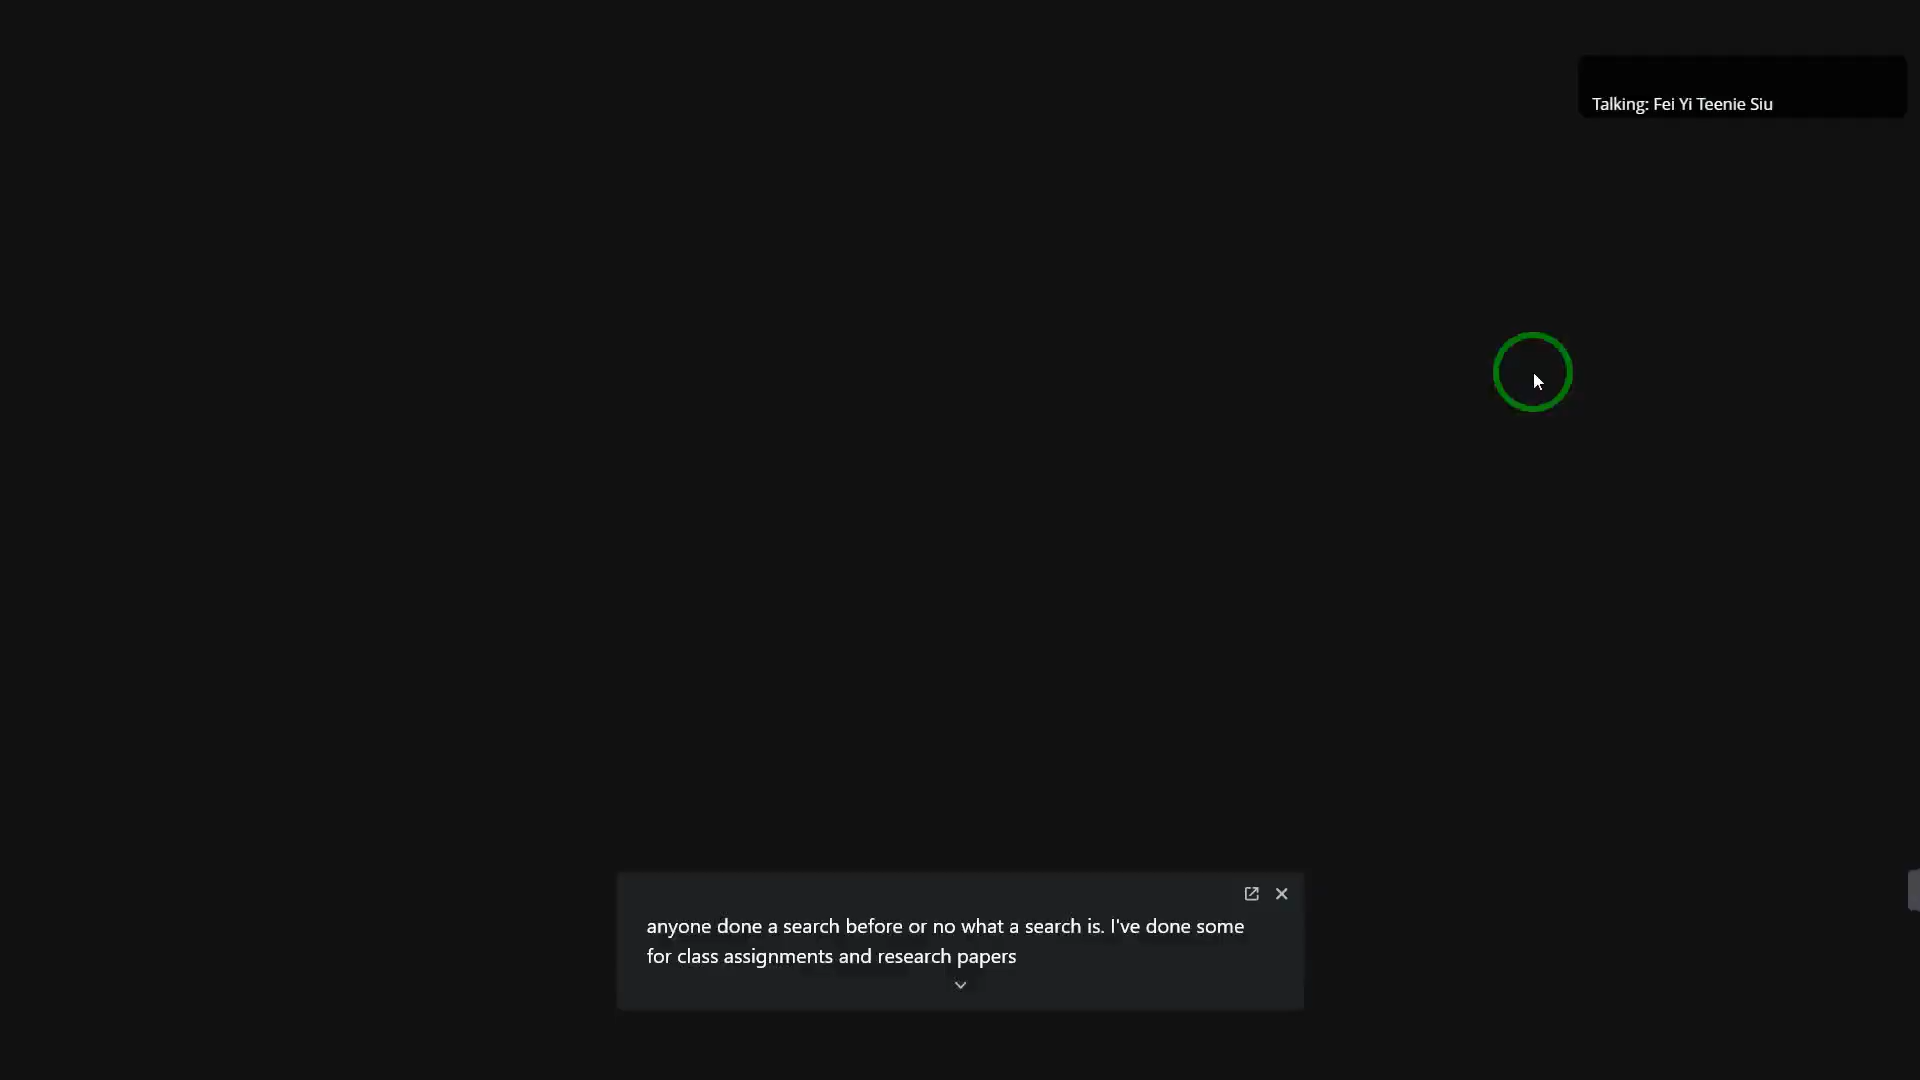 Talking: Fei Yi Teenie Siu
anyone done a search before or no what a search is. I've done some
for class assignments and research papers